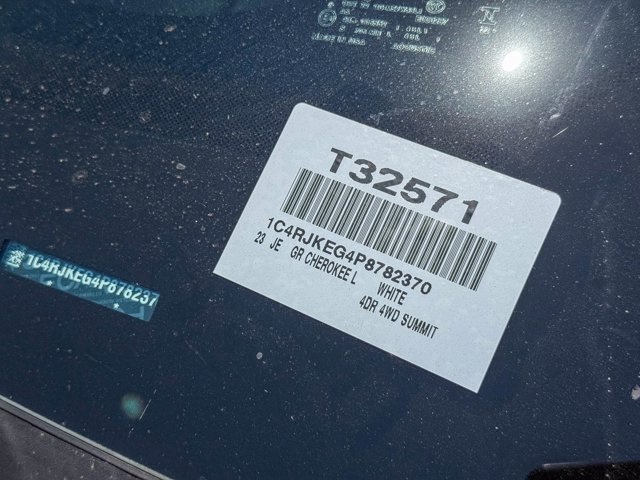 T32571
1C4RJKEG4P8782370
23 JE GR CHEROKEE L WHITE
4DR 4WD SUMMIT
1C4RJKEG4P878237